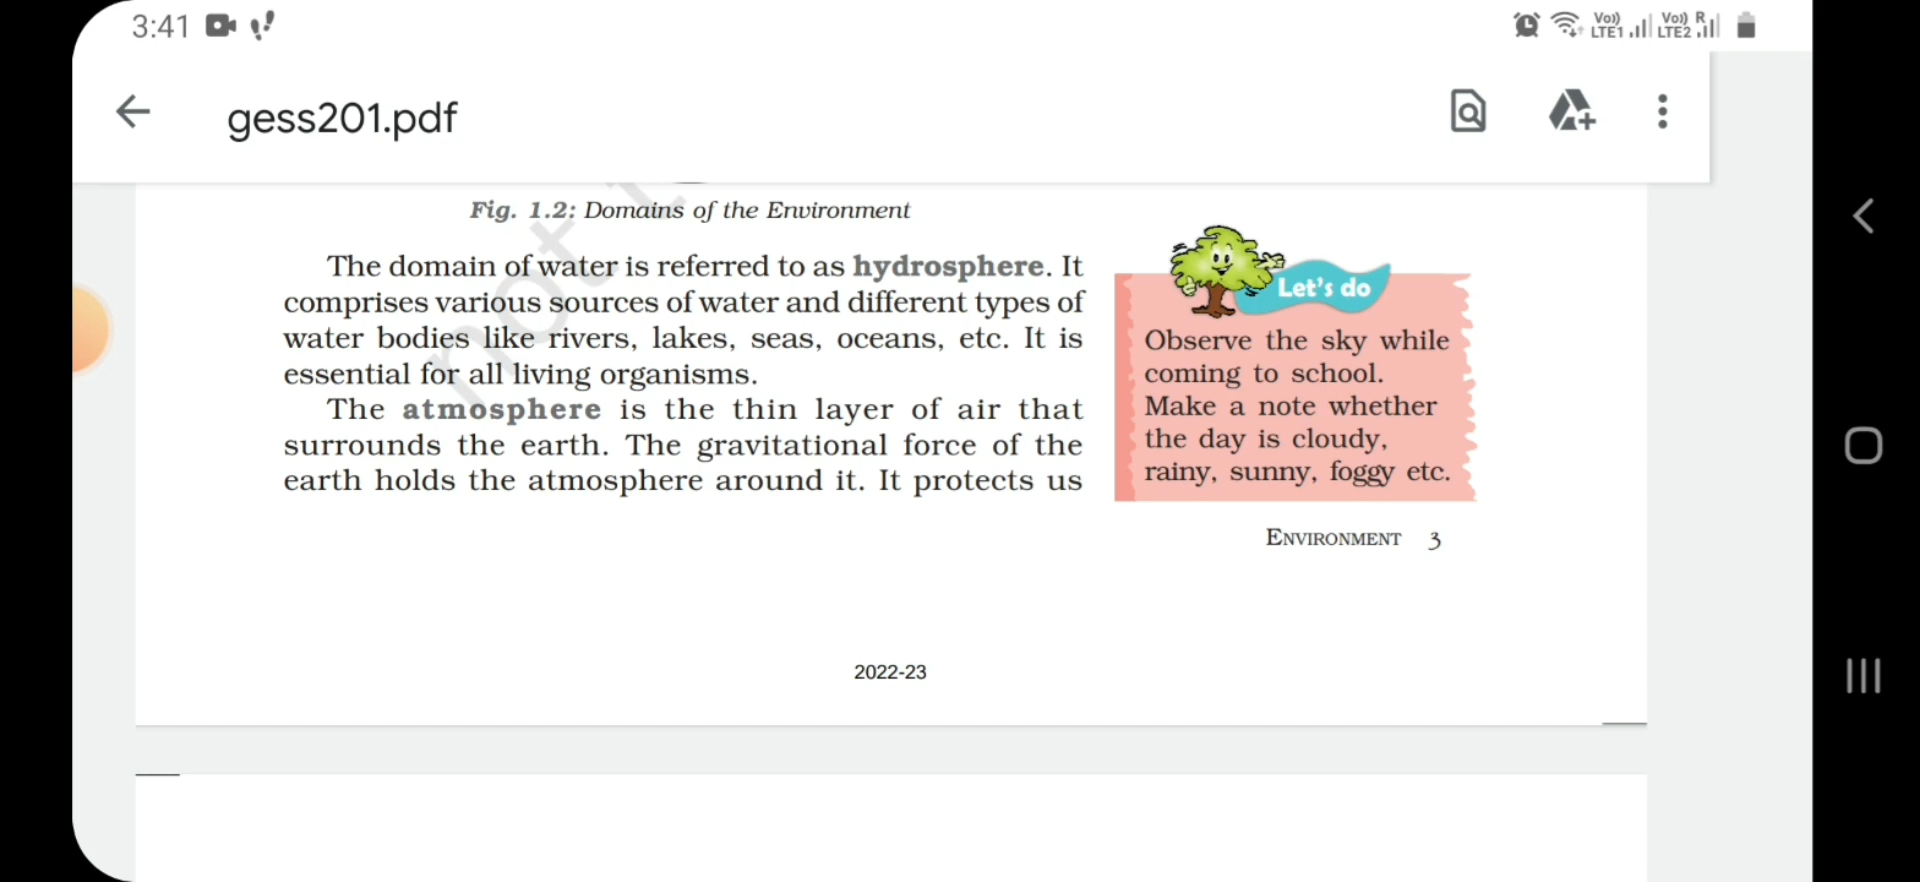 3:41
Vo)) LTE1 Vo)) R LTE2
gess201.pdf
Fig. 1.2: Domains of the Environment
The domain of water is referred to as hydrosphere. It
comprises various sources of water and different types of
water bodies like rivers, lakes, seas, oceans, etc. It is
essential for all living organisms.
The atmosphere is the thin layer of air that
surrounds the earth. The gravitational force of the
earth holds the atmosphere around it. It protects us
Let's do
Observe the sky while
coming to school.
Make a note whether
the day is cloudy,
rainy, sunny, foggy etc.
ENVIRONMENT 3
not t
2022-23